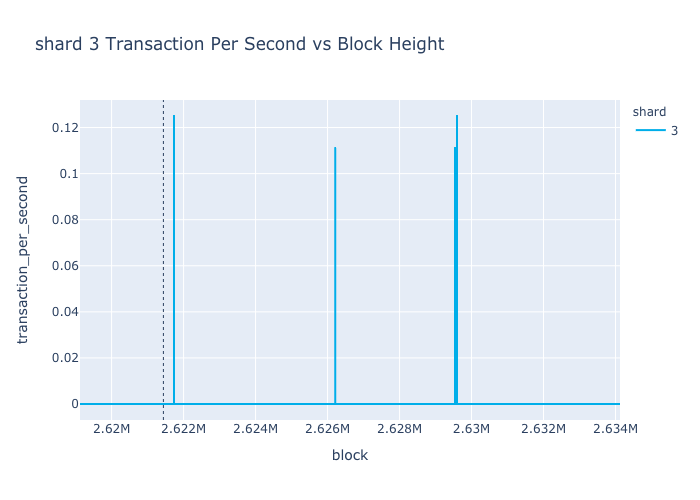 shard 3 Transaction Per Second vs Block Height
shard
3
transaction_per_second
0.12
0.1
0.08
0.06
0.04
0.02
0
2.62M 2.622M 2.624M 2.626M 2.628M 2.63M 2.632M 2.634M
block